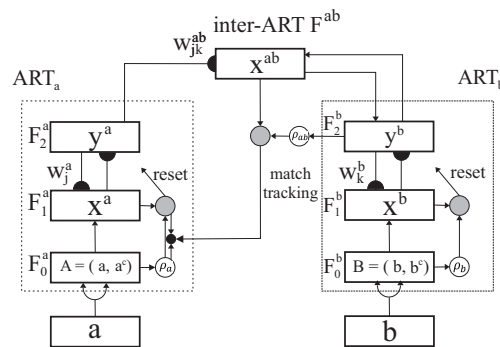 inter-ART F^ab
W_jk^ab
x^ab
ART_a
ART_b
F_2^a
y^a
ρ_ab
F_2^b
y^b
W_j^a
reset
match
tracking
W_k^b
reset
F_1^a
x^a
F_1^b
x^b
F_0^a
A = ( a, a^c )
ρ_a
F_0^b
B = ( b, b^c )
ρ_b
a
b